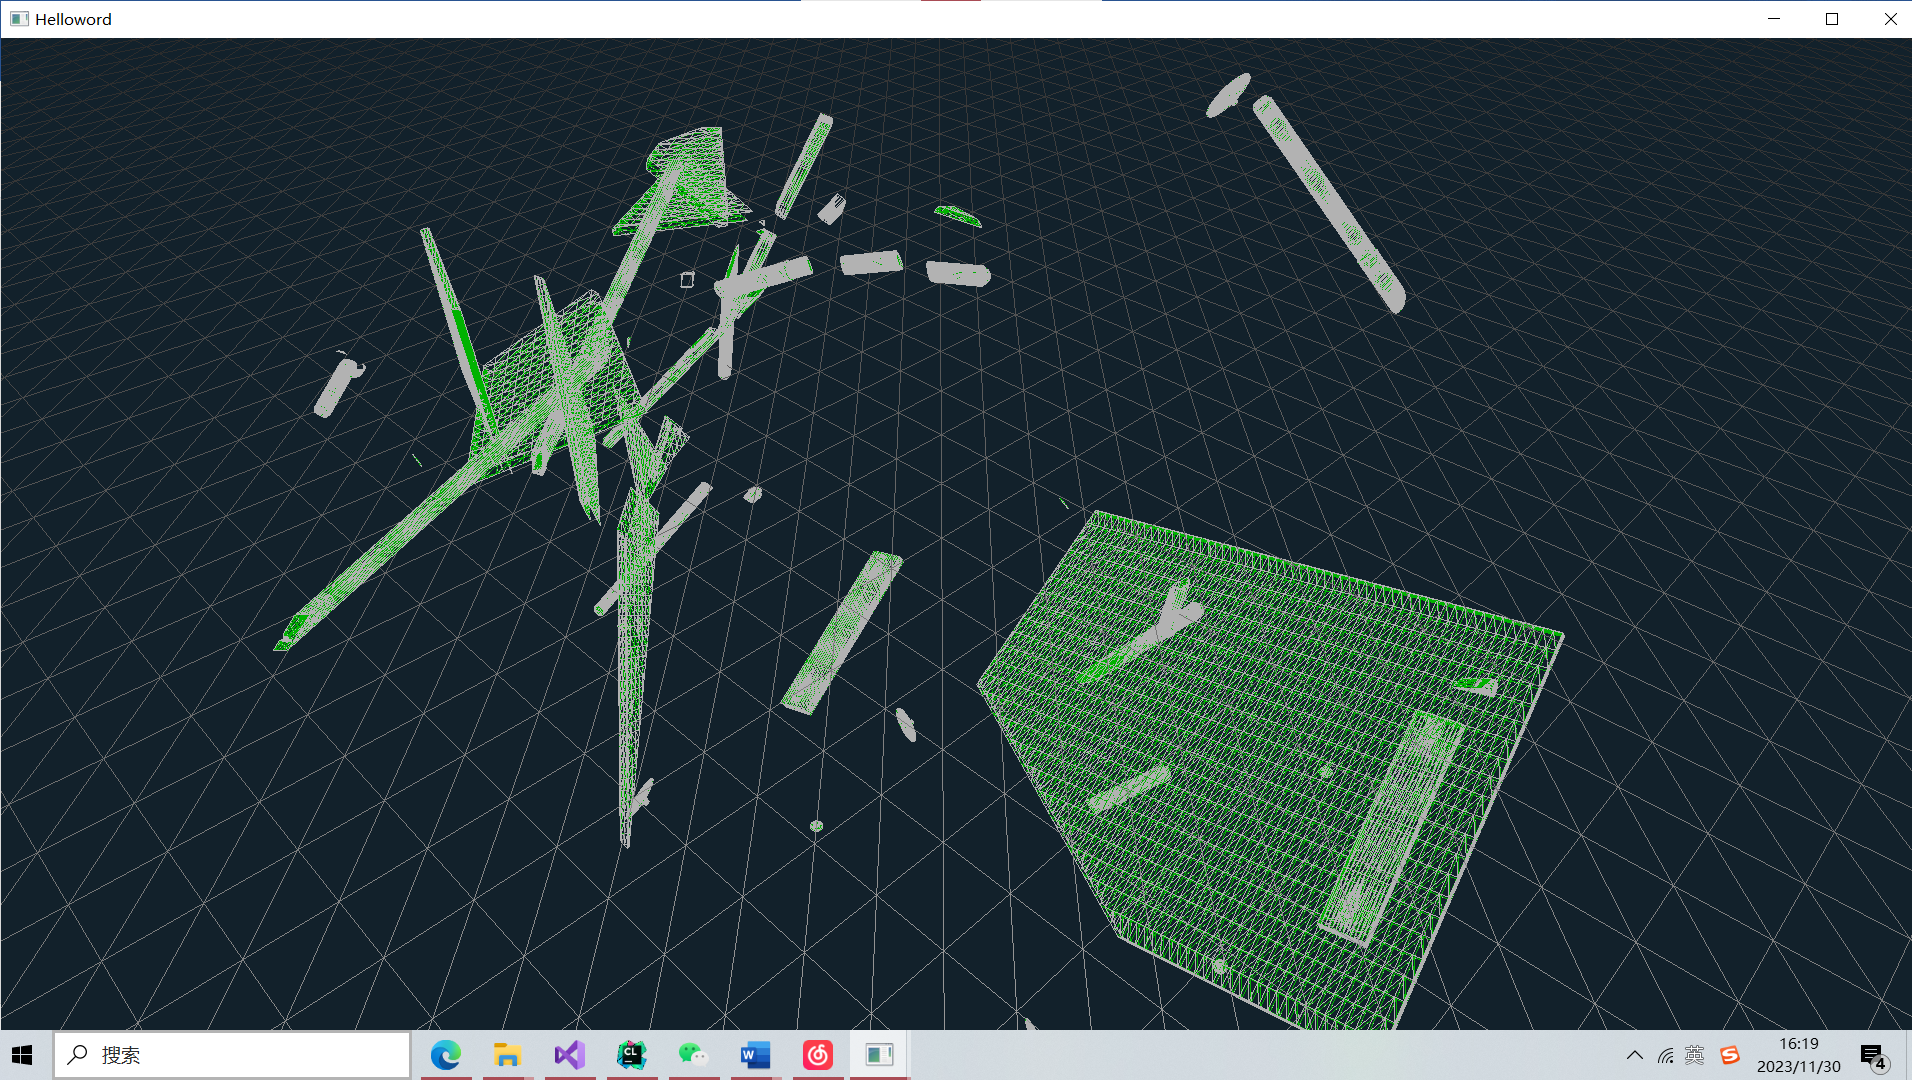 Helloword
搜索
CL
W
英
S
16:19
2023/11/30
4